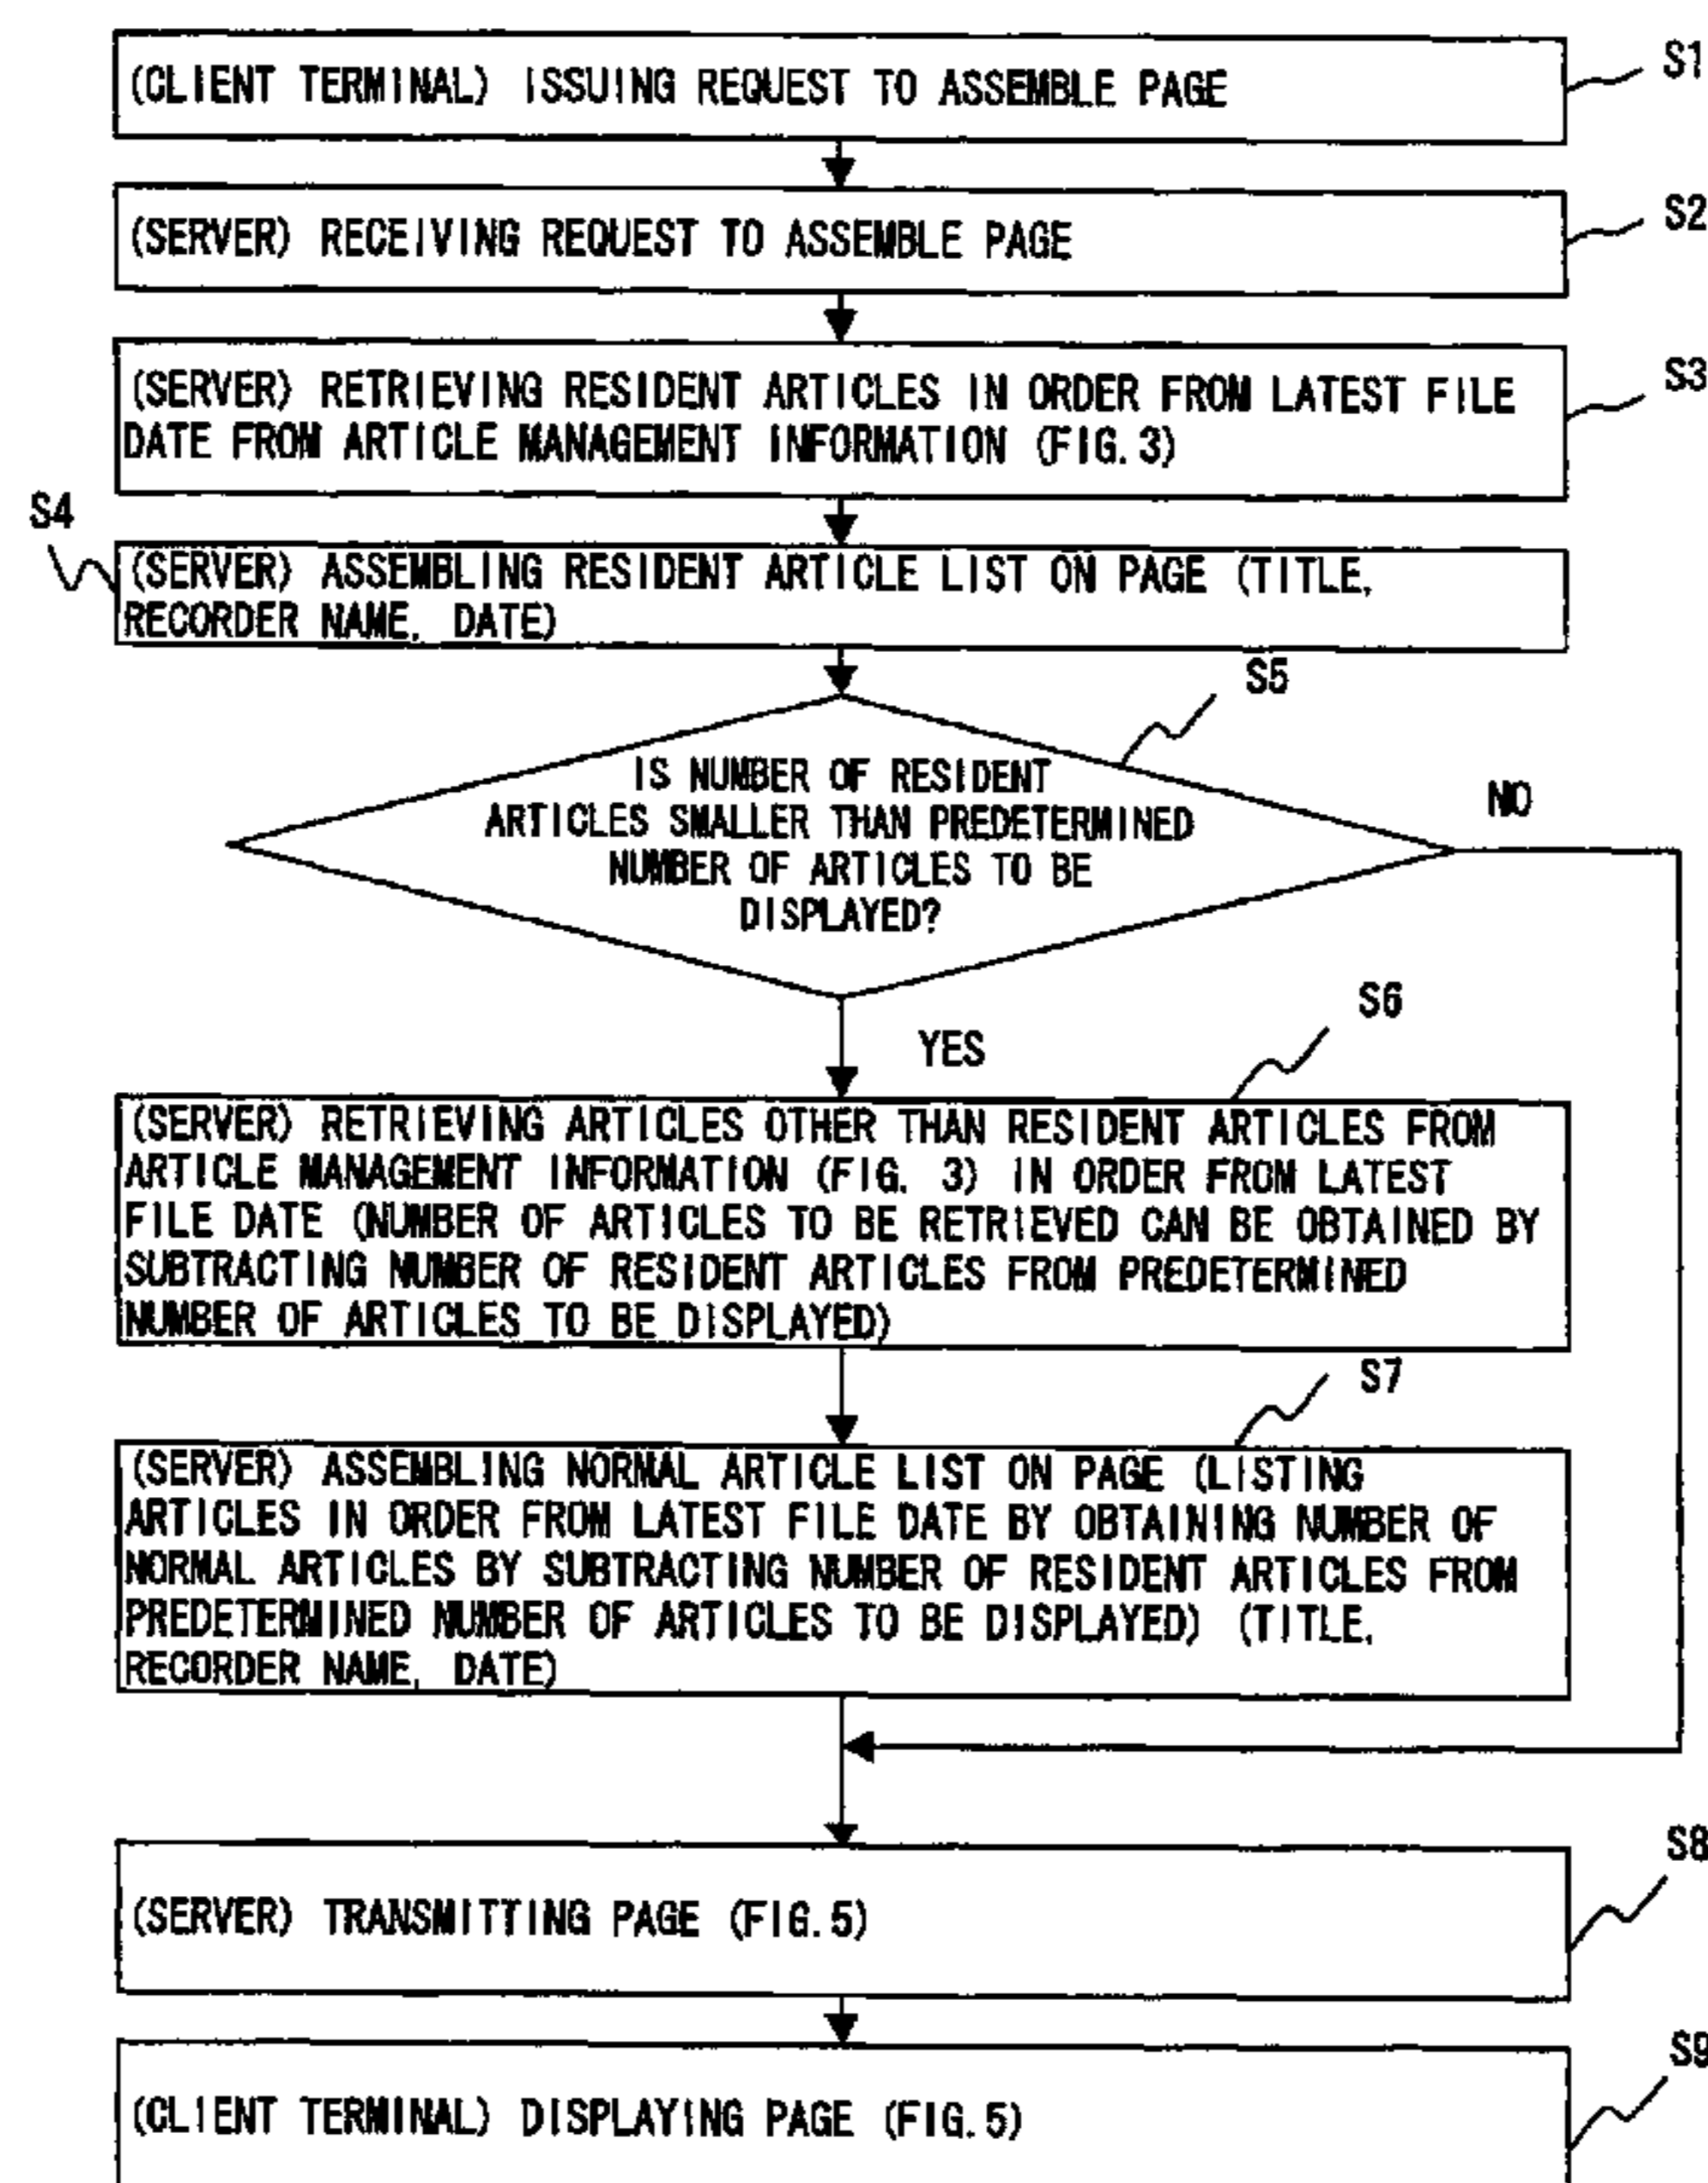 (CLIENT TERMINAL) ISSUING REQUEST TO ASSEMBLE PAGE
S1
(SERVER) RECEIVING REQUEST TO ASSEMBLE PAGE
S2
(SERVER) RETRIEVING RESIDENT ARTICLES IN ORDER FROM LATEST FILE
DATE FROM ARTICLE MANAGEMENT INFORMATION (FIG. 3)
S3
S4
(SERVER) ASSEMBLING RESIDENT ARTICLE LIST ON PAGE (TITLE,
RECORDER NAME, DATE)
S5
IS NUMBER OF RESIDENT
ARTICLES SMALLER THAN PREDETERMINED
NUMBER OF ARTICLES TO BE
DISPLAYED?
NO
YES
S6
(SERVER) RETRIEVING ARTICLES OTHER THAN RESIDENT ARTICLES FROM
ARTICLE MANAGEMENT INFORMATION (FIG. 3) IN ORDER FROM LATEST
FILE DATE (NUMBER OF ARTICLES TO BE RETRIEVED CAN BE OBTAINED BY
SUBTRACTING NUMBER OF RESIDENT ARTICLES FROM PREDETERMINED
NUMBER OF ARTICLES TO BE DISPLAYED)
S7
(SERVER) ASSEMBLING NORMAL ARTICLE LIST ON PAGE (LISTING
ARTICLES IN ORDER FROM LATEST FILE DATE BY OBTAINING NUMBER OF
NORMAL ARTICLES BY SUBTRACTING NUMBER OF RESIDENT ARTICLES FROM
PREDETERMINED NUMBER OF ARTICLES TO BE DISPLAYED) (TITLE,
RECORDER NAME, DATE)
S8
(SERVER) TRANSMITTING PAGE (FIG. 5)
S9
(CLIENT TERMINAL) DISPLAYING PAGE (FIG. 5)